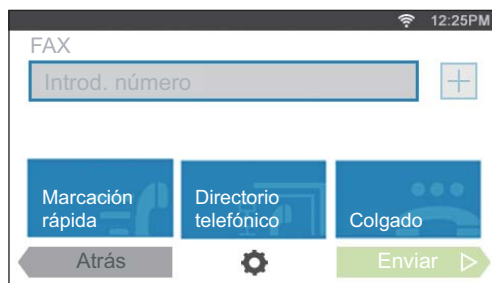 12:25PM
FAX
Introd. número
Marcación
rápida
Directorio
telefónico
Colgado
Atrás
Enviar